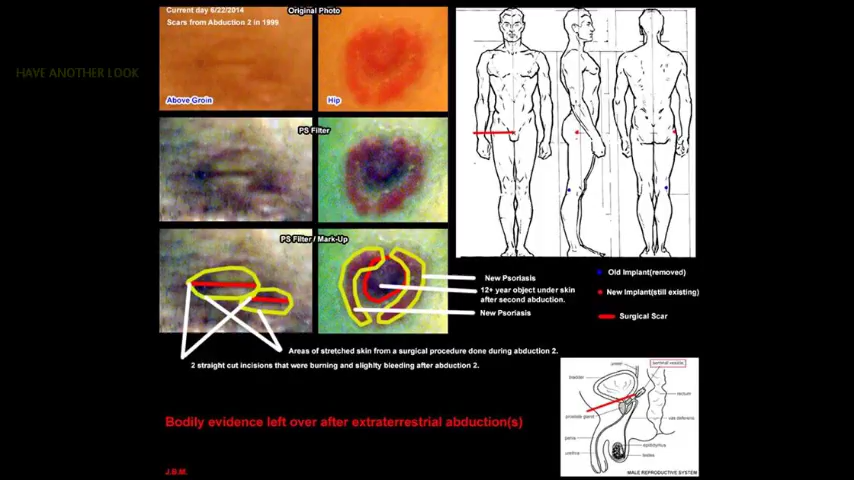 HAVE ANOTHER LOOK
Current day 6/22/2014
Scars from Abduction 2 in 1999
Original Photo
Above Groin
Hip
PS Filter
PS Filter / Mark-Up
New Psoriasis
12+ year object under skin
after second abduction.
New Psoriasis
Old Implant(removed)
New Implant(still existing)
Surgical Scar
Areas of stretched skin from a surgical procedure done during abduction 2.
2 straight cut incisions that were burning and slighlty bleeding after abduction 2.
Bodily evidence left over after extraterrestrial abduction(s)
J.B.M.
seminal vesicle
ureter
bladder
rectum
prostate gland
vas deferens
penis
epididymus
urethra
testes
MALE REPRODUCTIVE SYSTEM